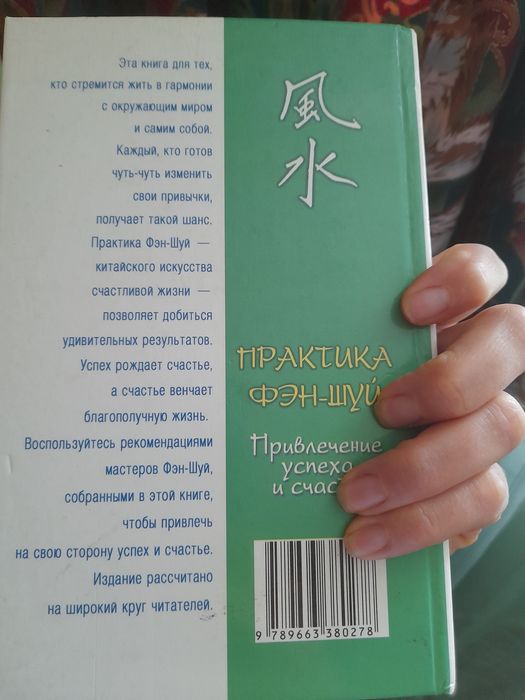 Эта книга для тех,
кто стремится жить в гармонии
с окружающим миром
и самим собой.
Каждый, кто готов
чуть-чуть изменить
свои привычки,
получает такой шанс.
Практика Фэн-Шуй —
китайского искусства
счастливой жизни —
позволяет добиться
удивительных результатов.
Успех рождает счастье,
а счастье венчает
благополучную жизнь.
Воспользуйтесь рекомендациями
мастеров Фэн-Шуй,
собранными в этой книге,
чтобы привлечь
на свою сторону успех и счастье.
Издание рассчитано
на широкий круг читателей.
風
水
ПРАКТИКА
ФЭН-ШУЙ
Привлечение
успеха
и
9 789663 380278